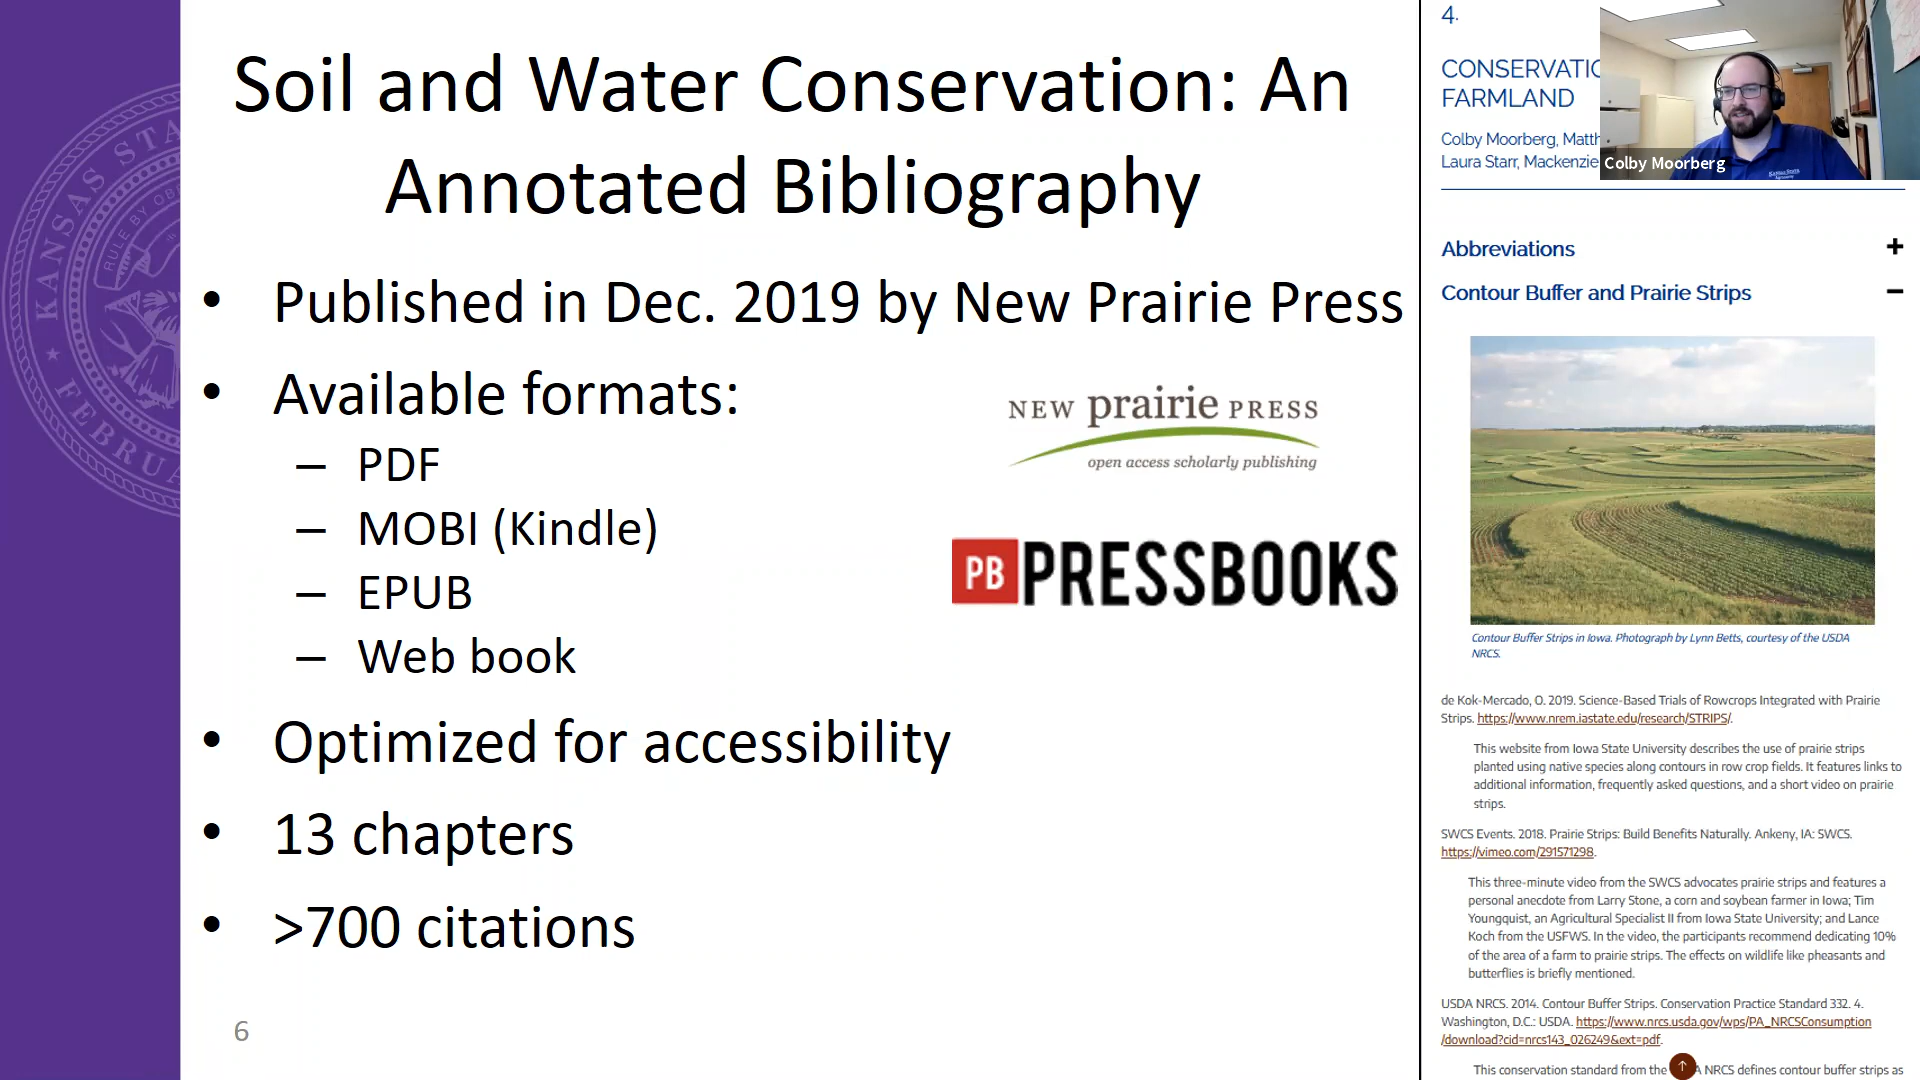 Soil and Water Conservation: An
Annotated Bibliography
• Published in Dec. 2019 by New Prairie Press
• Available formats:
– PDF
– MOBI (Kindle)
– EPUB
– Web book
• Optimized for accessibility
• 13 chapters
• >700 citations
6
NEW prairie PRESS
open access scholarly publishing
PB PRESSBOOKS
KANSAS STA
RULE BY OB
FEBRUA
4.
CONSERVATIO
FARMLAND
Colby Moorberg, Matth
Laura Starr, Mackenzie
Colby Moorberg
Abbreviations +
Contour Buffer and Prairie Strips –
Contour Buffer Strips in Iowa. Photograph by Lynn Betts, courtesy of the USDA
NRCS.
de Kok-Mercado, O. 2019. Science-Based Trials of Rowcrops Integrated with Prairie
Strips. https://www.nrem.iastate.edu/research/STRIPS/.
This website from Iowa State University describes the use of prairie strips
planted using native species along contours in row crop fields. It features links to
additional information, frequently asked questions, and a short video on prairie
strips.
SWCS Events. 2018. Prairie Strips: Build Benefits Naturally. Ankeny, IA: SWCS.
https://vimeo.com/291571298.
This three-minute video from the SWCS advocates prairie strips and features a
personal anecdote from Larry Stone, a corn and soybean farmer in Iowa; Tim
Youngquist, an Agricultural Specialist II from Iowa State University; and Lance
Koch from the USFWS. In the video, the participants recommend dedicating 10%
of the area of a farm to prairie strips. The effects on wildlife like pheasants and
butterflies is briefly mentioned.
USDA NRCS. 2014. Contour Buffer Strips. Conservation Practice Standard 332. 4.
Washington, D.C.: USDA. https://www.nrcs.usda.gov/wps/PA_NRCSConsumption
/download?cid=nrcs143_026249&ext=pdf.
This conservation standard from the A NRCS defines contour buffer strips as